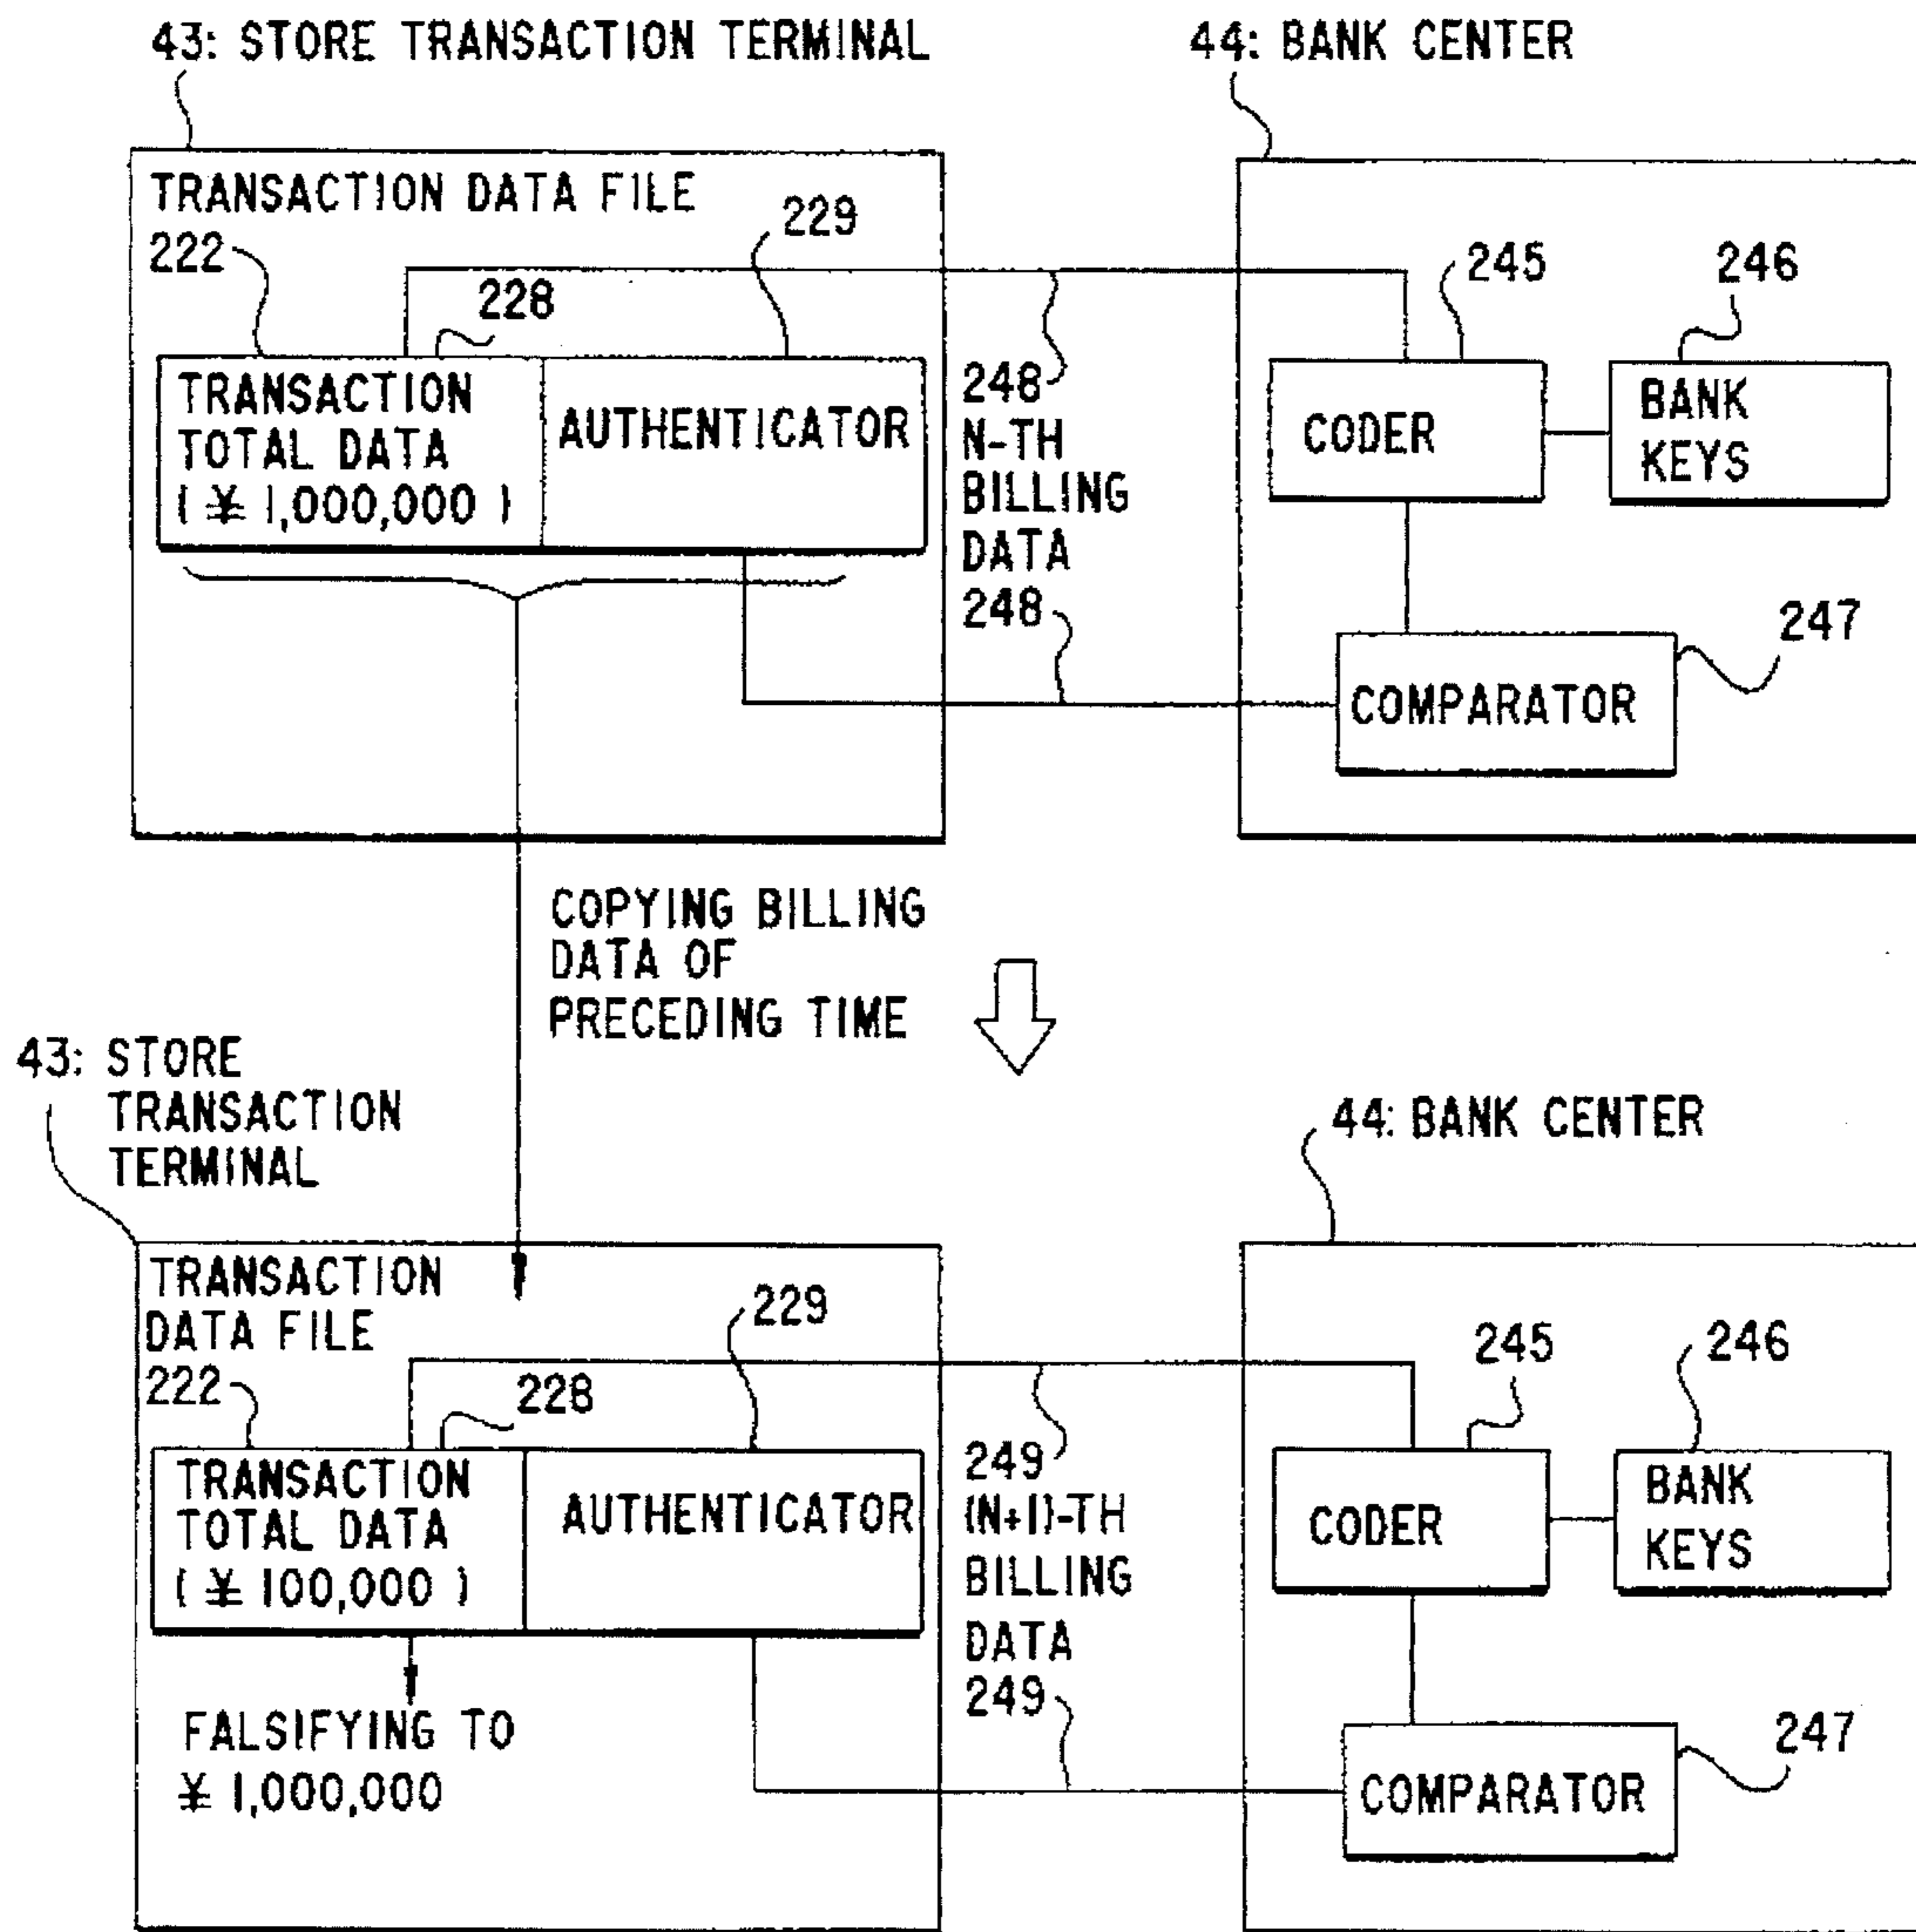 43: STORE TRANSACTION TERMINAL
44: BANK CENTER
TRANSACTION DATA FILE
222
229
228
245
246
TRANSACTION
TOTAL DATA
( ¥ 1,000,000 )
AUTHENTICATOR
248
N-TH
BILLING
DATA
248
CODER
BANK
KEYS
247
COMPARATOR
COPYING BILLING
DATA OF
PRECEDING TIME
43: STORE
TRANSACTION
TERMINAL
44: BANK CENTER
TRANSACTION
DATA FILE
222
229
228
245
246
TRANSACTION
TOTAL DATA
( ¥ 100,000 )
AUTHENTICATOR
249
(N+1)-TH
BILLING
DATA
249
CODER
BANK
KEYS
247
COMPARATOR
FALSIFYING TO
¥ 1,000,000